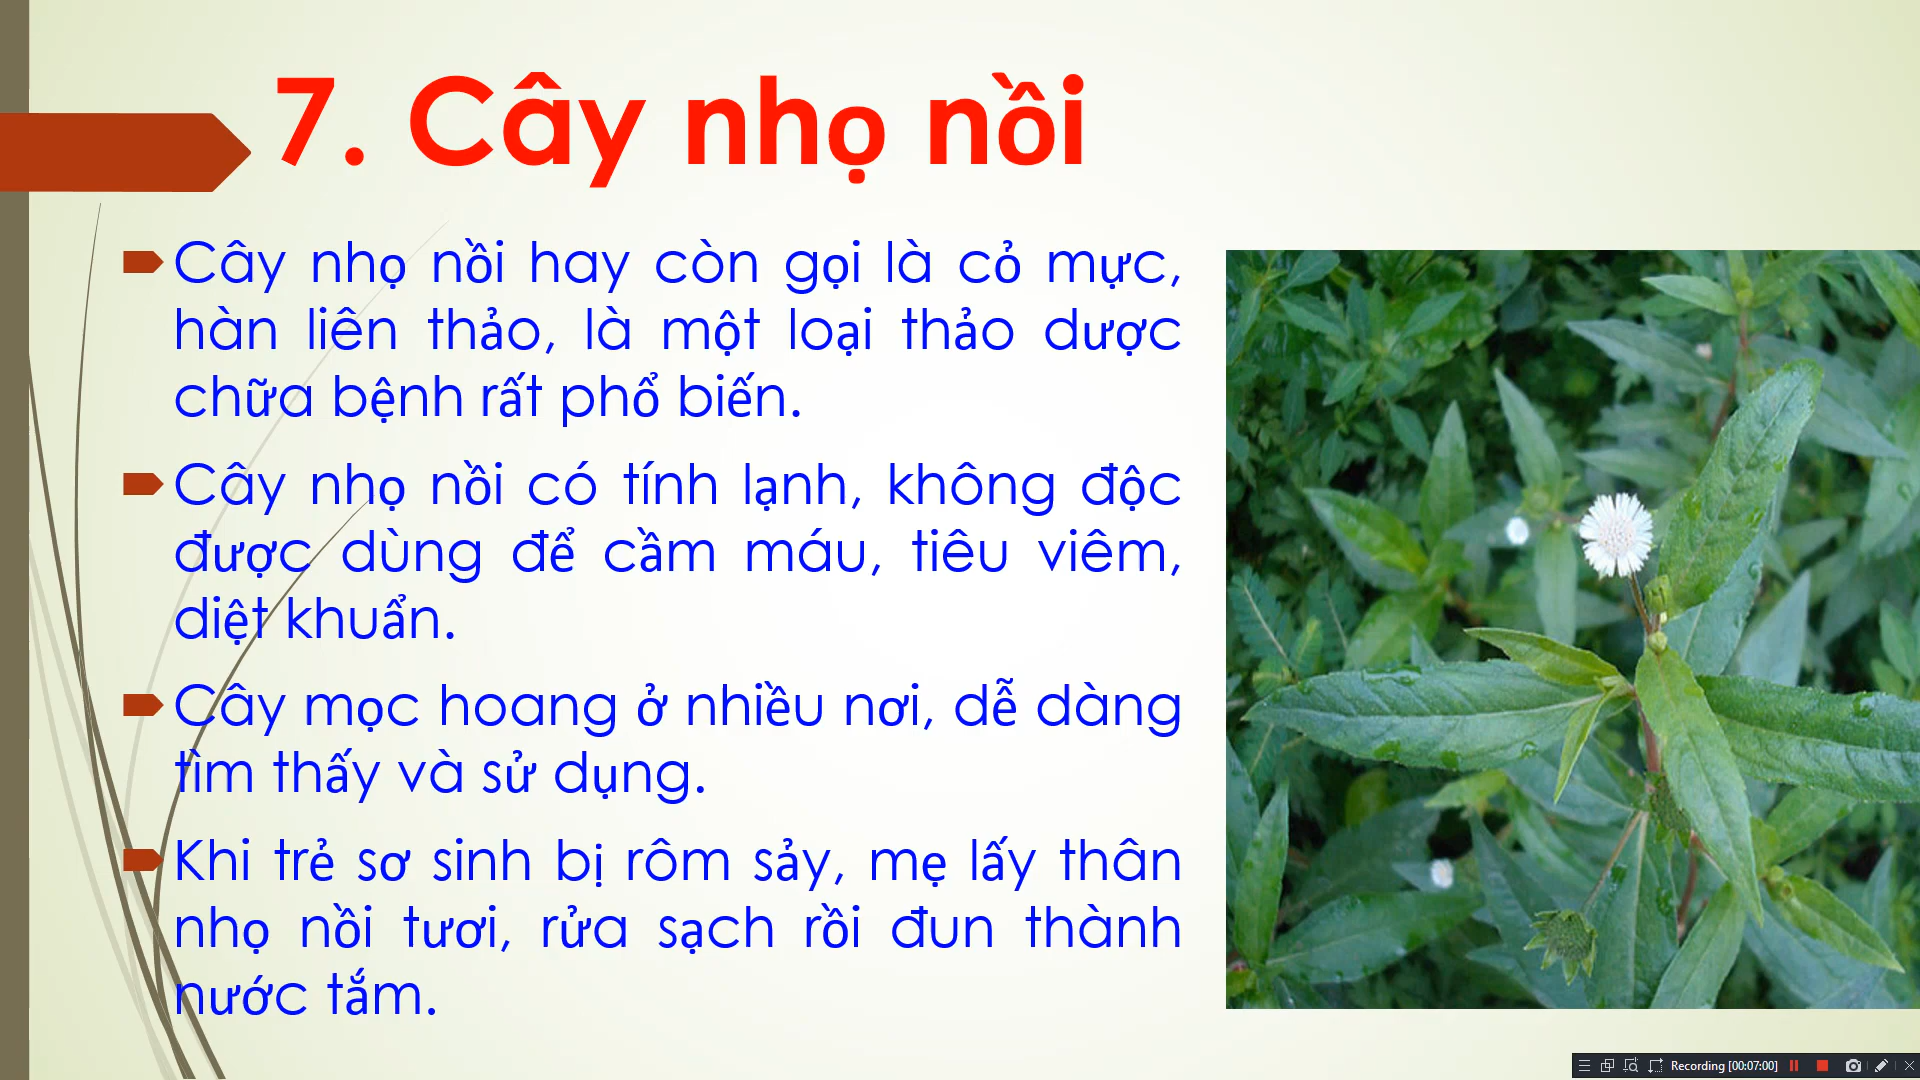 7. Cây nhọ nồi
Cây nhọ nồi hay còn gọi là cỏ mực,
hàn liên thảo, là một loại thảo dược
chữa bệnh rất phổ biến.
Cây nhọ nồi có tính lạnh, không độc
được dùng để cầm máu, tiêu viêm,
diệt khuẩn.
Cây mọc hoang ở nhiều nơi, dễ dàng
tìm thấy và sử dụng.
Khi trẻ sơ sinh bị rôm sảy, mẹ lấy thân
nhọ nồi tươi, rửa sạch rồi đun thành
nước tắm.
Recording [00:07:00]